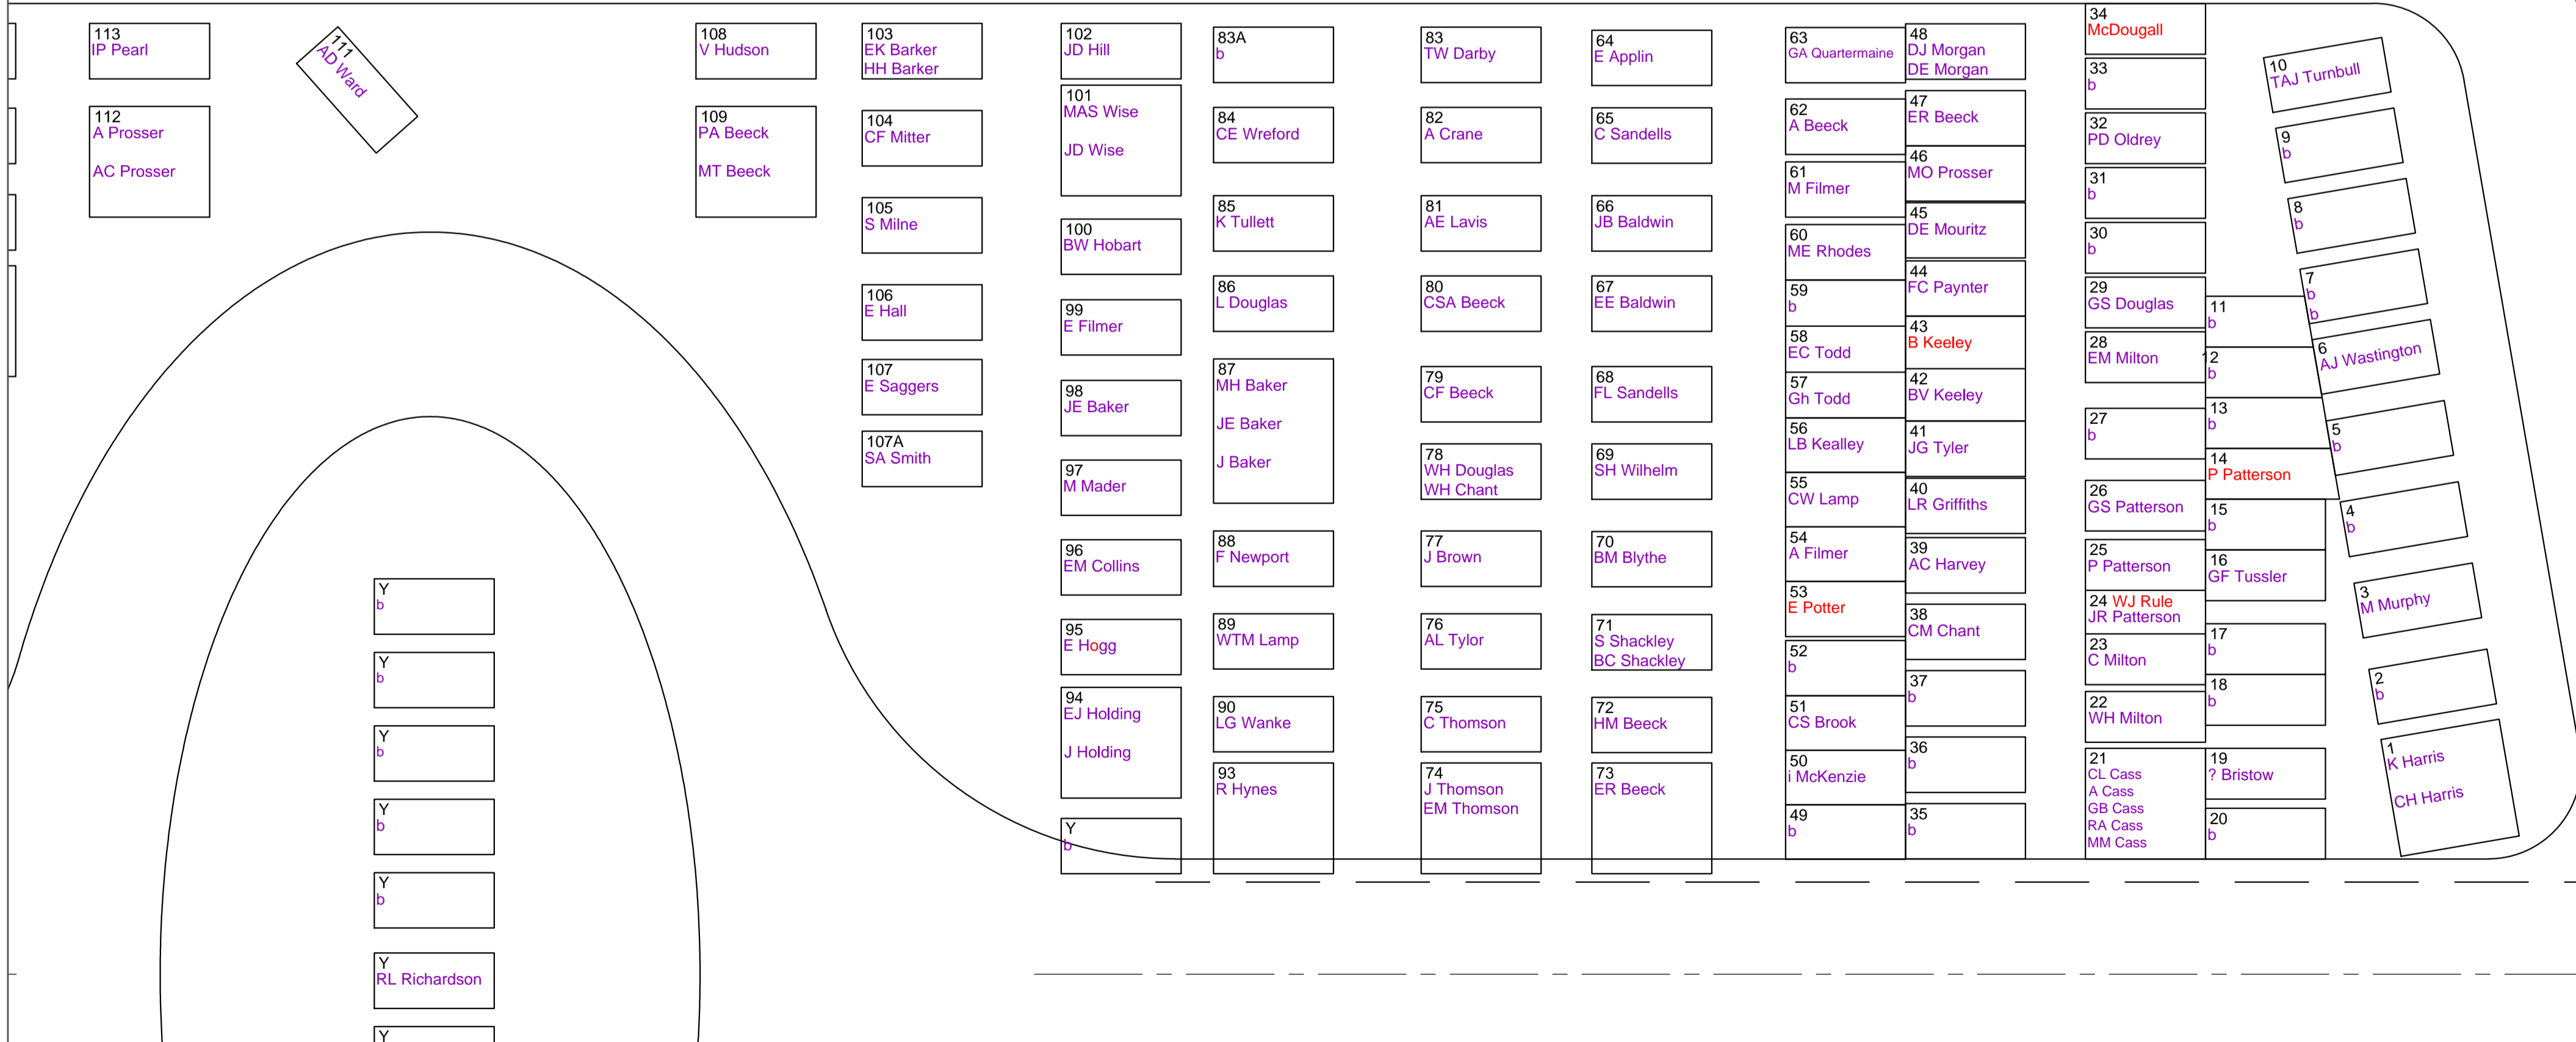 113
IP Pearl
112
A Prosser
AC Prosser
111
AD Ward
108
V Hudson
109
PA Beeck
MT Beeck
103
EK Barker
HH Barker
104
CF Mitter
105
S Milne
106
E Hall
107
E Saggers
107A
SA Smith
Y
b
Y
b
Y
b
Y
b
Y
b
Y
RL Richardson
Y
102
JD Hill
101
MAS Wise
JD Wise
100
BW Hobart
99
E Filmer
98
JE Baker
97
M Mader
96
EM Collins
95
E Hogg
94
EJ Holding
J Holding
Y
b
83A
b
84
CE Wreford
85
K Tullett
86
L Douglas
87
MH Baker
JE Baker
J Baker
88
F Newport
89
WTM Lamp
90
LG Wanke
93
R Hynes
83
TW Darby
82
A Crane
81
AE Lavis
80
CSA Beeck
79
CF Beeck
78
WH Douglas
WH Chant
77
J Brown
76
AL Tylor
75
C Thomson
74
J Thomson
EM Thomson
64
E Applin
65
C Sandells
66
JB Baldwin
67
EE Baldwin
68
FL Sandells
69
SH Wilhelm
70
BM Blythe
71
S Shackley
BC Shackley
72
HM Beeck
73
ER Beeck
63
GA Quartermaine
62
A Beeck
61
M Filmer
60
ME Rhodes
59
b
58
EC Todd
57
Gh Todd
56
LB Kealley
55
CW Lamp
54
A Filmer
53
E Potter
52
b
51
CS Brook
50
i McKenzie
49
b
48
DJ Morgan
DE Morgan
47
ER Beeck
46
MO Prosser
45
DE Mouritz
44
FC Paynter
43
B Keeley
42
BV Keeley
41
JG Tyler
40
LR Griffiths
39
AC Harvey
38
CM Chant
37
b
36
b
35
b
34
McDougall
33
b
32
PD Oldrey
31
b
30
b
29
GS Douglas
28
EM Milton
27
b
26
GS Patterson
25
P Patterson
24 WJ Rule
JR Patterson
23
C Milton
22
WH Milton
21
CL Cass
A Cass
GB Cass
RA Cass
MM Cass
11
b
12
b
13
b
14
P Patterson
15
b
16
GF Tussler
17
b
18
b
19
? Bristow
20
b
10
TAJ Turnbull
9
b
8
b
7
b
b
6
AJ Wastington
5
b
4
b
3
M Murphy
2
b
1
K Harris
CH Harris